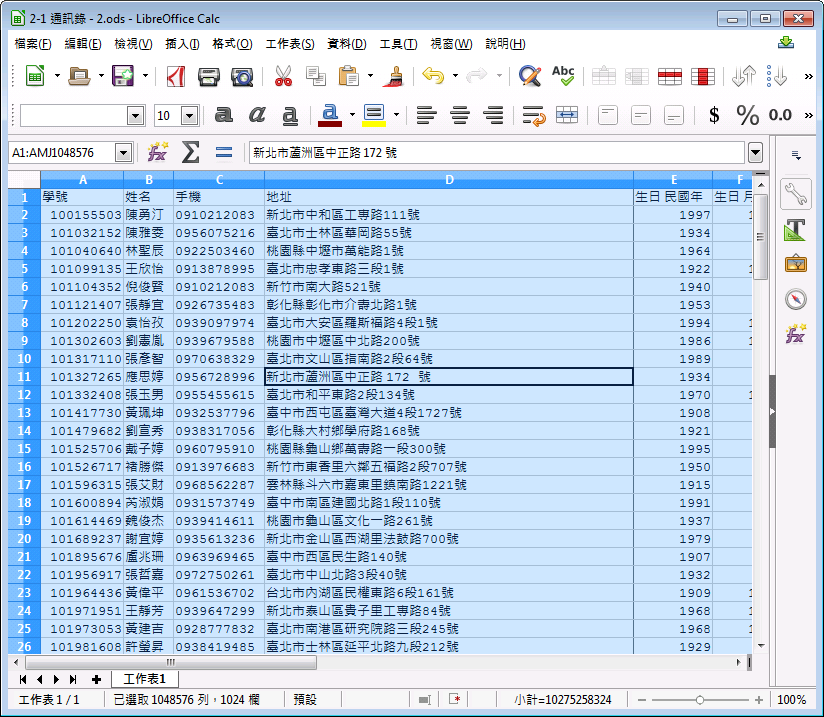 2-1 通訊錄 - 2.ods - LibreOffice Calc
檔案(F) 編輯(E) 檢視(V) 插入(I) 格式(O) 工作表(S) 資料(D) 工具(T) 視窗(W) 說明(H)
Abc
»
10 a a a a $ % 0.0 »
A1:AMJ1048576 新北市蘆洲區中正路 172 號
A B C D E F
1 學號 姓名 手機 地址 生日 民國年 生日 月
2 100155503 陳勇汀 0910212083 新北市中和區工専路111號 1997 1
3 101032152 陳雅雯 0956075216 臺北市士林區華岡路55號 1934
4 101040640 林聖辰 0922503460 桃園縣中壢市萬能路1號 1964
5 101099135 王欣怡 0913878995 臺北市忠孝東路三段1號 1922 1
6 101104352 倪俊賢 0910212083 新竹市南大路521號 1940
7 101121407 張靜宜 0926735483 彰化縣彰化市介壽北路1號 1953
8 101202250 袁怡孜 0939097974 臺北市大安區羅斯福路4段1號 1994 1
9 101302603 劉憲胤 0939679588 桃園市中壢區中北路200號 1986 1
10 101317110 張彥智 0970638329 臺北市文山區指南路2段64號 1989
11 101327265 應思婷 0956728996 新北市蘆洲區中正路 172 號 1934
12 101332408 張玉男 0955455615 臺北市和平東路2段134號 1970 1
13 101417730 黃珮坤 0932537796 臺中市西屯區臺灣大道4段1727號 1908
14 101479682 劉宣秀 0938317056 彰化縣大村鄉學府路168號 1921
15 101525706 戴子婷 0960795910 桃園縣龜山鄉萬壽路一段300號 1995
16 101526717 褚勝傑 0913976683 新竹市東香里六鄰五福路2段707號 1950
17 101596315 張艾財 0968562287 雲林縣斗六市嘉東里鎮南路1221號 1915
18 101600894 芮淑娟 0931573749 臺中市南區建國北路1段110號 1991
19 101614469 魏俊杰 0939414611 桃園市龜山區文化一路261號 1937
20 101689237 謝宜婷 0935613236 新北市金山區西湖里法鼓路700號 1979
21 101895676 盧兆珊 0963969465 臺中市西區民生路140號 1907
22 101956917 張哲嘉 0972750261 臺北市中山北路3段40號 1932
23 101964436 黃偉平 0961536702 台北市內湖區民權東路6段161號 1909 1
24 101971951 王靜芳 0939647299 新北市泰山區貴子里工専路84號 1968 1
25 101973053 黃建吉 0928777832 臺北市南港區研究院路三段245號 1968 1
26 101981608 許瑩昇 0938419485 臺北市士林區延平北路九段212號 1929
工作表1
工作表 1 / 1 已選取 1048576 列，1024 欄 預設 小計=10275258324 100%